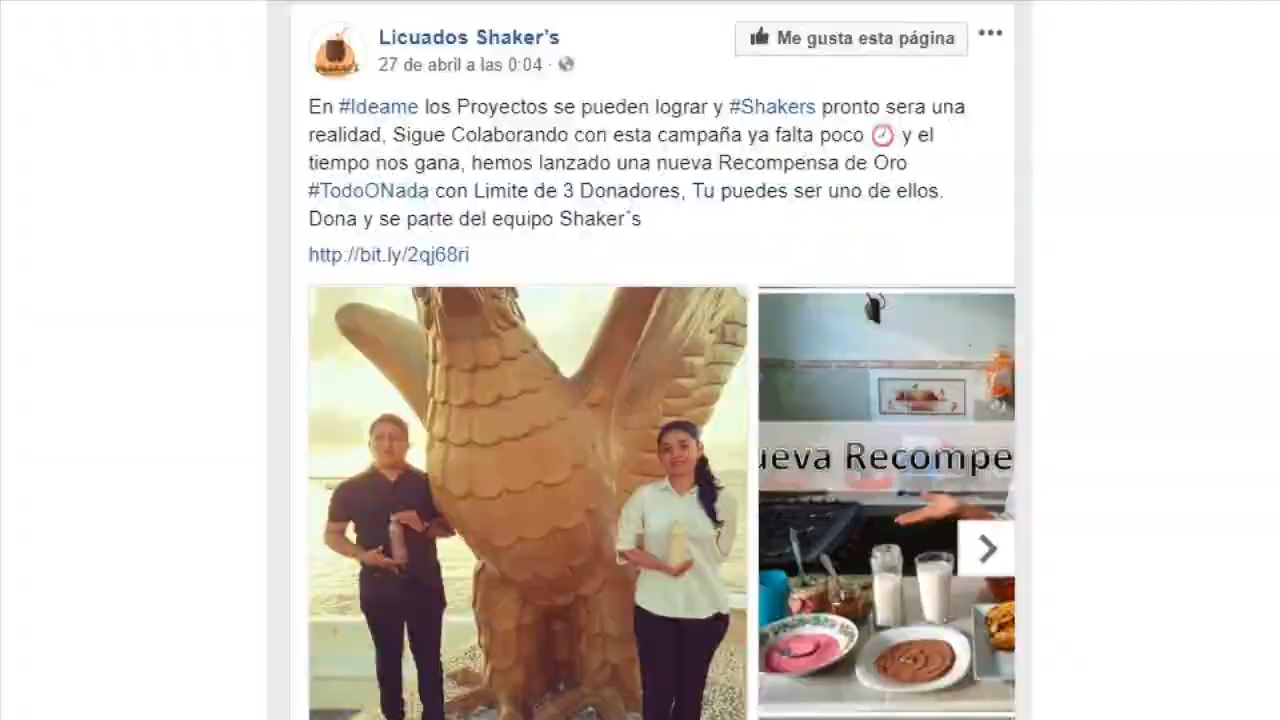 Licuados Shaker's
Me gusta esta página
27 de abril a las 0:04 ·
En #Ideame los Proyectos se pueden lograr y #Shakers pronto sera una
realidad, Sigue Colaborando con esta campaña ya falta poco 🕗 y el
tiempo nos gana, hemos lanzado una nueva Recompensa de Oro
#TodoONada con Limite de 3 Donadores, Tu puedes ser uno de ellos.
Dona y se parte del equipo Shaker´s
http://bit.ly/2qj68ri
ueva Recompe